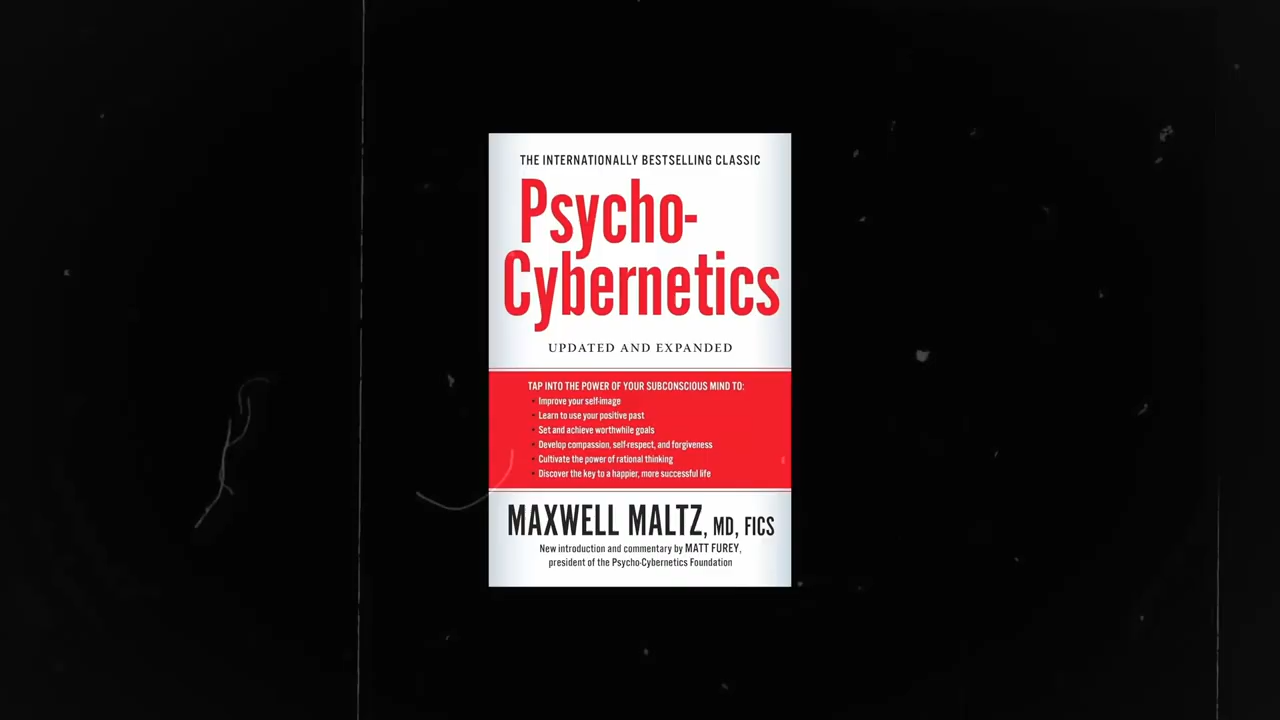 THE INTERNATIONALLY BESTSELLING CLASSIC
Psycho-
Cybernetics
UPDATED AND EXPANDED
TAP INTO THE POWER OF YOUR SUBCONSCIOUS MIND TO:
• Improve your self-image
• Learn to use your positive past
• Set and achieve worthwhile goals
• Develop compassion, self-respect, and forgiveness
• Cultivate the power of rational thinking
• Discover the key to a happier, more successful life
MAXWELL MALTZ, MD, FICS
New introduction and commentary by MATT FUREY,
president of the Psycho-Cybernetics Foundation